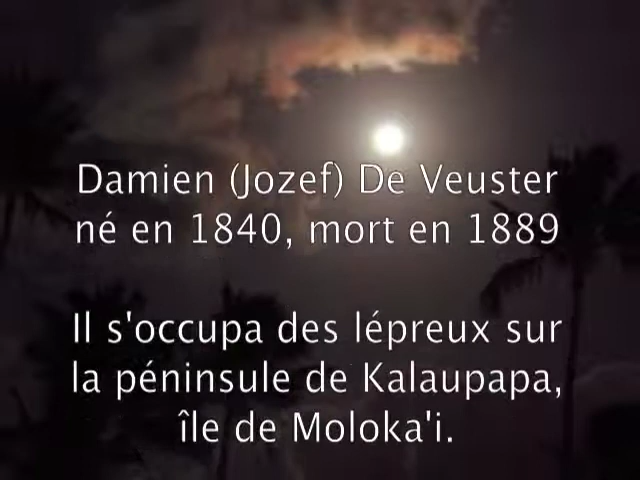 Damien (Jozef) De Veuster
né en 1840, mort en 1889
Il s'occupa des lépreux sur
la péninsule de Kalaupapa,
île de Moloka'i.